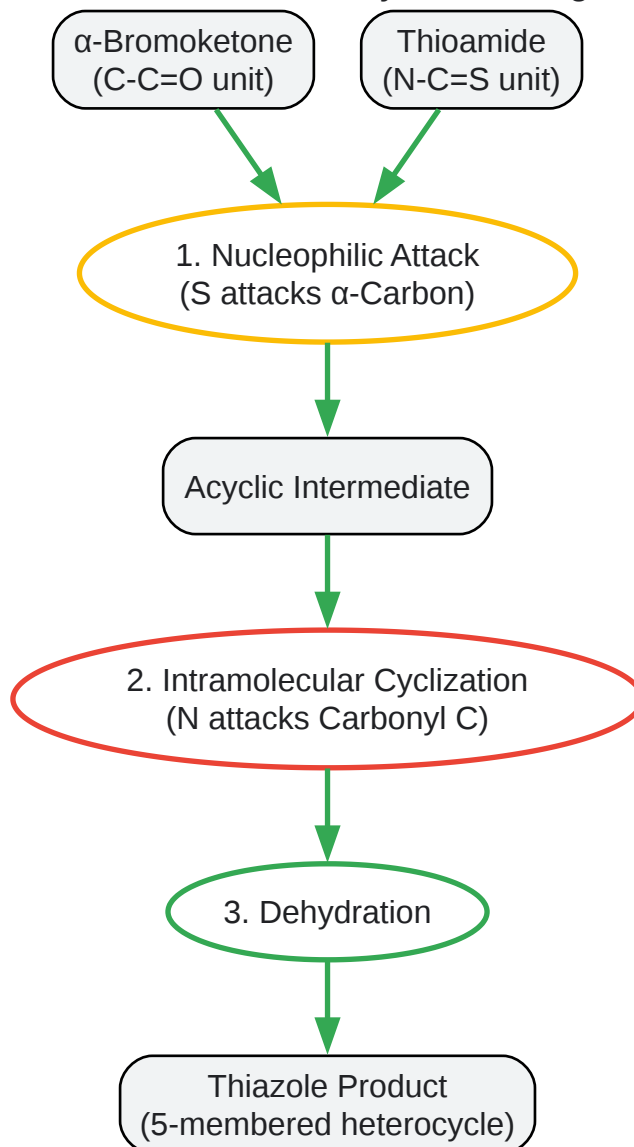 α-Bromoketone
(C-C=O unit)
Thioamide
(N-C=S unit)
1. Nucleophilic Attack
(S attacks α-Carbon)
Acyclic Intermediate
2. Intramolecular Cyclization
(N attacks Carbonyl C)
3. Dehydration
Thiazole Product
(5-membered heterocycle)